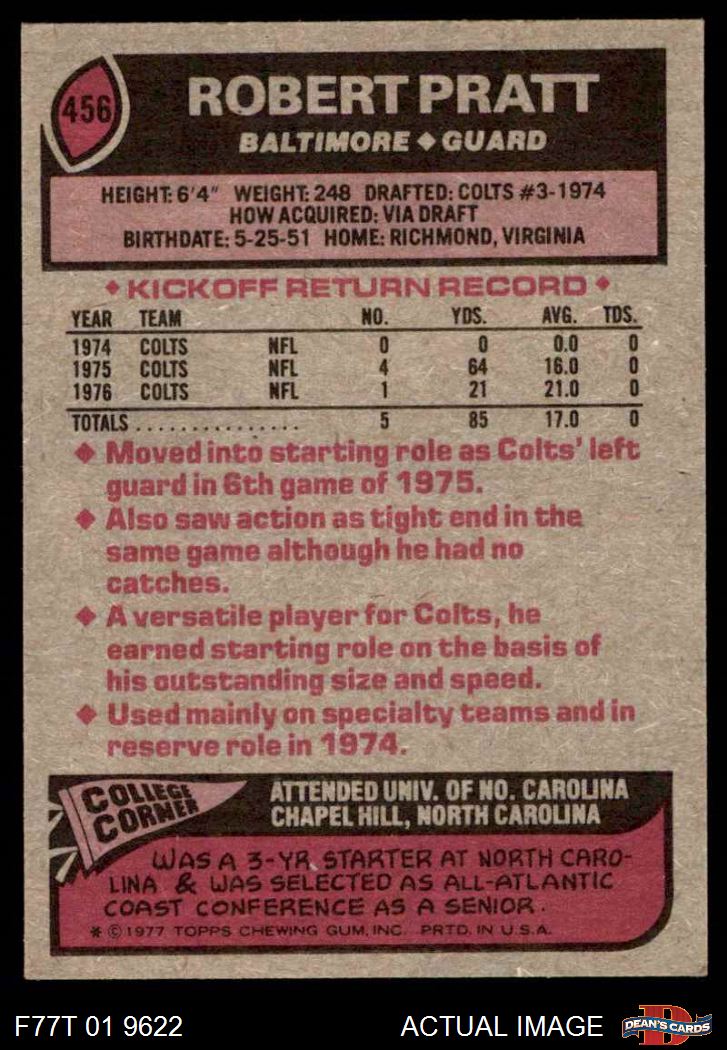 456
ROBERT PRATT
BALTIMORE ◆ GUARD
HEIGHT: 6'4" WEIGHT: 248 DRAFTED: COLTS #3-1974
HOW ACQUIRED: VIA DRAFT
BIRTHDATE: 5-25-51 HOME: RICHMOND, VIRGINIA
◆ KICKOFF RETURN RECORD ◆
YEAR TEAM NO. YDS. AVG. TDS.
1974 COLTS NFL 0 0 0.0 0
1975 COLTS NFL 4 64 16.0 0
1976 COLTS NFL 1 21 21.0 0
TOTALS . . . . . . . . . . . . . . . 5 85 17.0 0
◆ Moved into starting role as Colts' left
guard in 6th game of 1975.
◆ Also saw action as tight end in the
same game although he had no
catches.
◆ A versatile player for Colts, he
earned starting role on the basis of
his outstanding size and speed.
◆ Used mainly on specialty teams and in
reserve role in 1974.
COLLEGE
CORNER
ATTENDED UNIV. OF NO. CAROLINA
CHAPEL HILL, NORTH CAROLINA
WAS A 3-YR. STARTER AT NORTH CARO-
LINA & WAS SELECTED AS ALL-ATLANTIC
COAST CONFERENCE AS A SENIOR.
* © 1977 TOPPS CHEWING GUM, INC. PRTD. IN U.S.A.
F77T 01 9622 ACTUAL IMAGE
D
DEAN'S CARDS